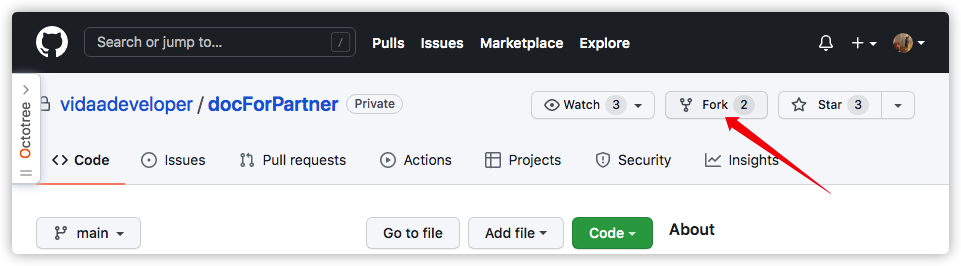 Search or jump to... /
Pulls Issues Marketplace Explore
Octotree
vidaadeveloper / docForPartner Private
Watch 3 Fork 2 Star 3
Code Issues Pull requests Actions Projects Security Insights
main Go to file Add file Code About